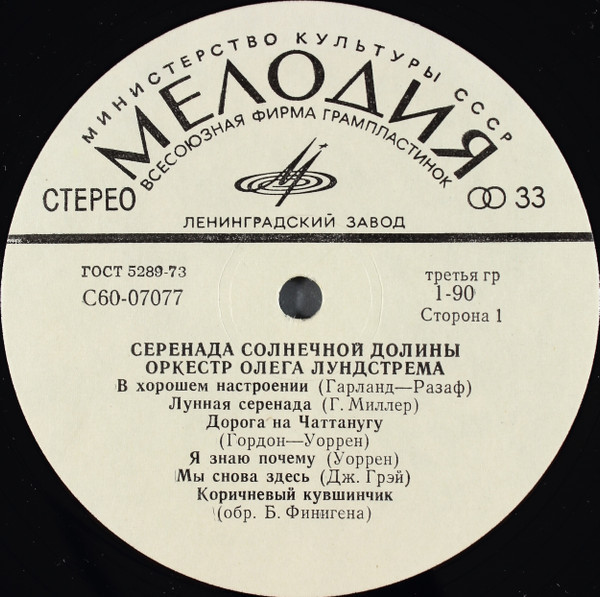 МИНИСТЕРСТВО КУЛЬТУРЫ СССР
МЕЛОДИЯ
ВСЕСОЮЗНАЯ ФИРМА ГРАМПЛАСТИНОК
СТЕРЕО
33
ЛЕНИНГРАДСКИЙ ЗАВОД
ГОСТ 5289-73
С60-07077
третья гр
1-90
Сторона 1
СЕРЕНАДА СОЛНЕЧНОЙ ДОЛИНЫ
ОРКЕСТР ОЛЕГА ЛУНДСТРЕМА
В хорошем настроении (Гарланд—Разаф)
Лунная серенада (Г. Миллер)
Дорога на Чаттанугу
(Гордон—Уоррен)
Я знаю почему (Уоррен)
Мы снова здесь (Дж. Грэй)
Коричневый кувшинчик
(обр. Б. Финигена)